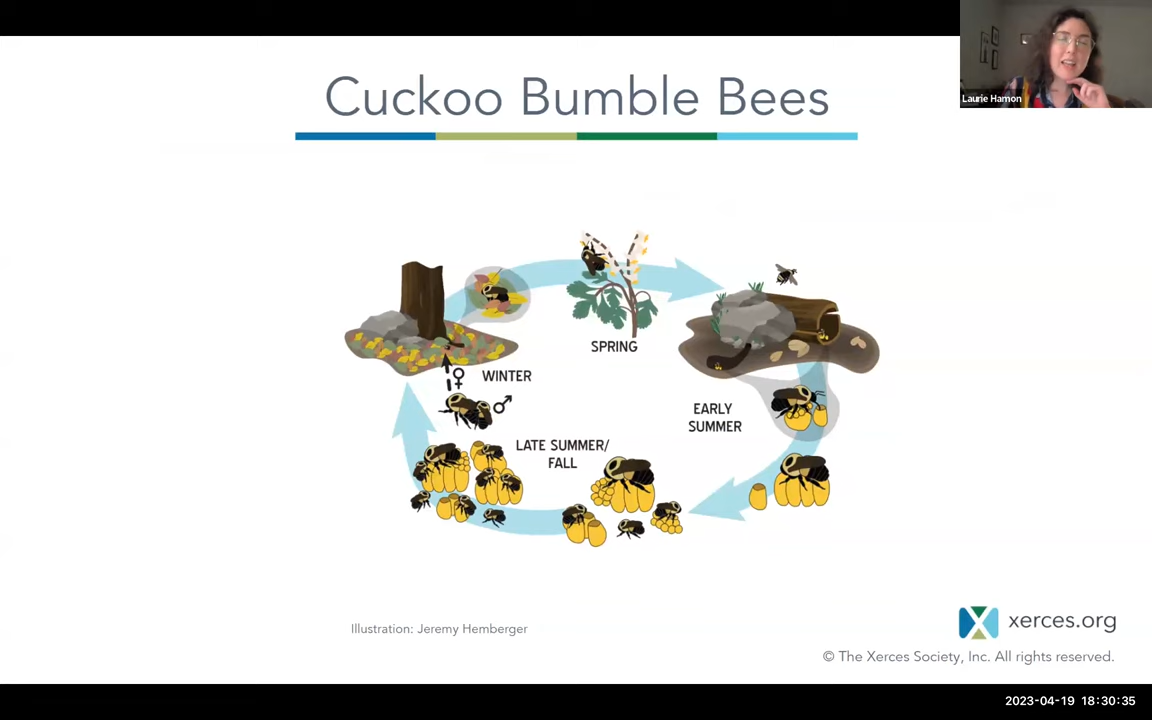 Cuckoo Bumble Bees
Laurie Hamon
SPRING
WINTER
♀
♂
EARLY
SUMMER
LATE SUMMER/
FALL
Illustration: Jeremy Hemberger
xerces.org
© The Xerces Society, Inc. All rights reserved.
2023-04-19 18:30:35